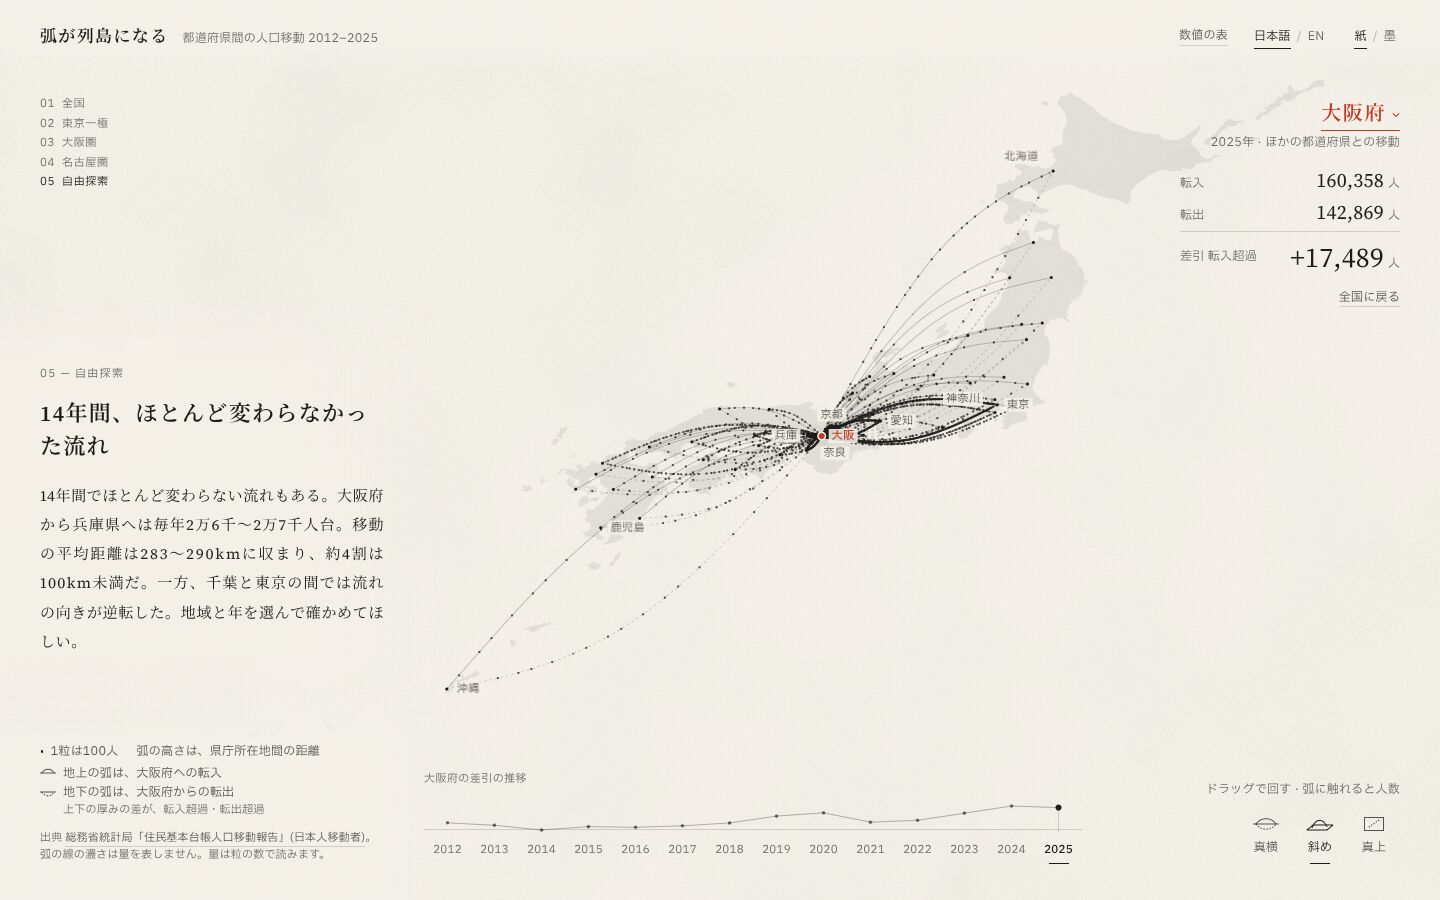 弧が列島になる 都道府県間の人口移動 2012–2025
数値の表 日本語 / EN 紙 / 墨
01 全国
02 東京一極
03 大阪圏
04 名古屋圏
05 自由探索
大阪府
2025年 · ほかの都道府県との移動
転入 160,358 人
転出 142,869 人
差引 転入超過 +17,489 人
全国に戻る
北海道
神奈川
東京
京都
愛知
兵庫
大阪
奈良
鹿児島
沖縄
05 — 自由探索
14年間、ほとんど変わらなかっ
た流れ
14年間でほとんど変わらない流れもある。大阪府
から兵庫県へは毎年2万6千〜2万7千人台。移動
の平均距離は283〜290kmに収まり、約4割は
100km未満だ。一方、千葉と東京の間では流れ
の向きが逆転した。地域と年を選んで確かめてほ
しい。
1粒は100人 弧の高さは、県庁所在地間の距離
地上の弧は、大阪府への転入
地下の弧は、大阪府からの転出
上下の厚みの差が、転入超過・転出超過
出典 総務省統計局「住民基本台帳人口移動報告」(日本人移動者)。
弧の線の濃さは量を表しません。量は粒の数で読みます。
大阪府の差引の推移
2012 2013 2014 2015 2016 2017 2018 2019 2020 2021 2022 2023 2024 2025
ドラッグで回す · 弧に触れると人数
真横 斜め 真上